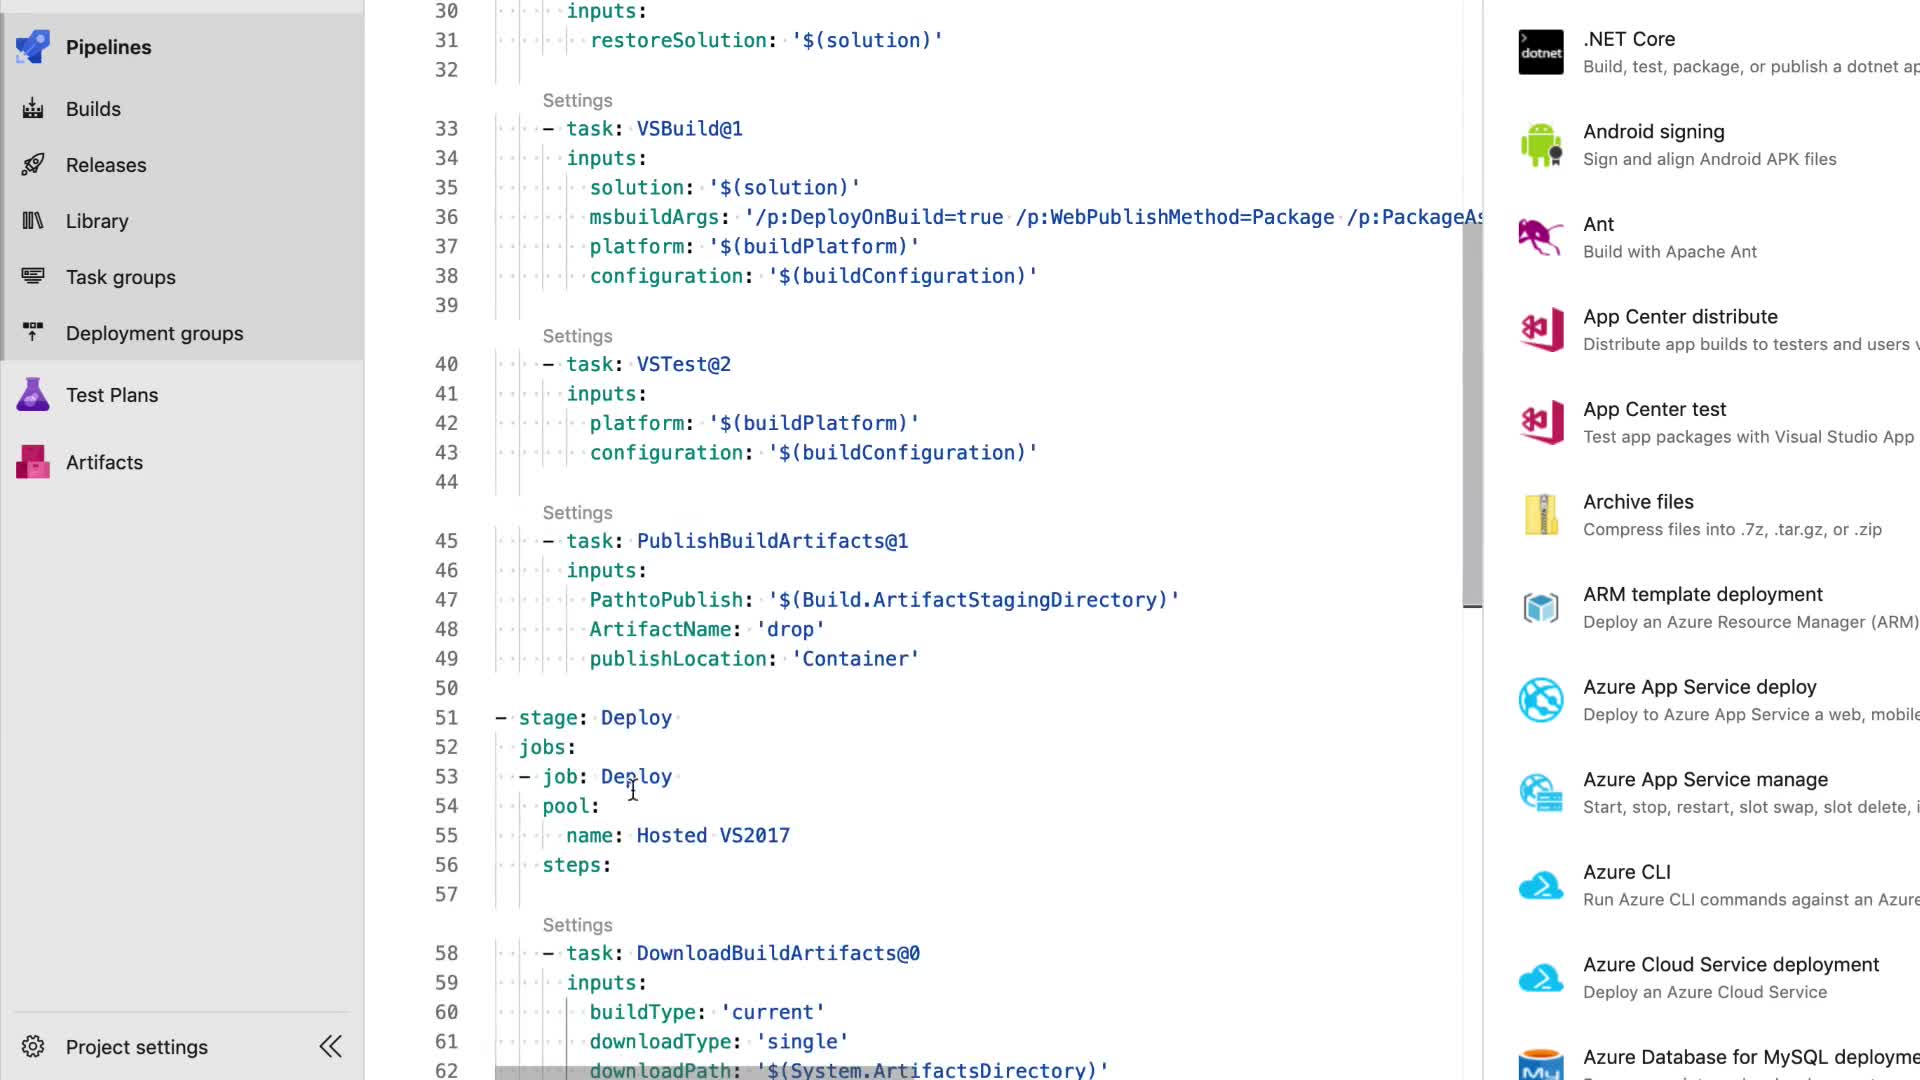 Pipelines
Builds
Releases
Library
Task groups
Deployment groups
Test Plans
Artifacts
Project settings
30 inputs:
31 restoreSolution: '$(solution)'
32
Settings
33 - task: VSBuild@1
34 inputs:
35 solution: '$(solution)'
36 msbuildArgs: '/p:DeployOnBuild=true /p:WebPublishMethod=Package /p:PackageAs
37 platform: '$(buildPlatform)'
38 configuration: '$(buildConfiguration)'
39
Settings
40 - task: VSTest@2
41 inputs:
42 platform: '$(buildPlatform)'
43 configuration: '$(buildConfiguration)'
44
Settings
45 - task: PublishBuildArtifacts@1
46 inputs:
47 PathtoPublish: '$(Build.ArtifactStagingDirectory)'
48 ArtifactName: 'drop'
49 publishLocation: 'Container'
50
51 - stage: Deploy
52 jobs:
53 - job: Deploy
54 pool:
55 name: Hosted VS2017
56 steps:
57
Settings
58 - task: DownloadBuildArtifacts@0
59 inputs:
60 buildType: 'current'
61 downloadType: 'single'
62 downloadPath: '$(System.ArtifactsDirectory)'
dotnet
.NET Core
Build, test, package, or publish a dotnet ap
Android signing
Sign and align Android APK files
Ant
Build with Apache Ant
App Center distribute
Distribute app builds to testers and users v
App Center test
Test app packages with Visual Studio App
Archive files
Compress files into .7z, .tar.gz, or .zip
ARM template deployment
Deploy an Azure Resource Manager (ARM)
Azure App Service deploy
Deploy to Azure App Service a web, mobile
Azure App Service manage
Start, stop, restart, slot swap, slot delete, i
Azure CLI
Run Azure CLI commands against an Azure
Azure Cloud Service deployment
Deploy an Azure Cloud Service
My
Azure Database for MySQL deployme